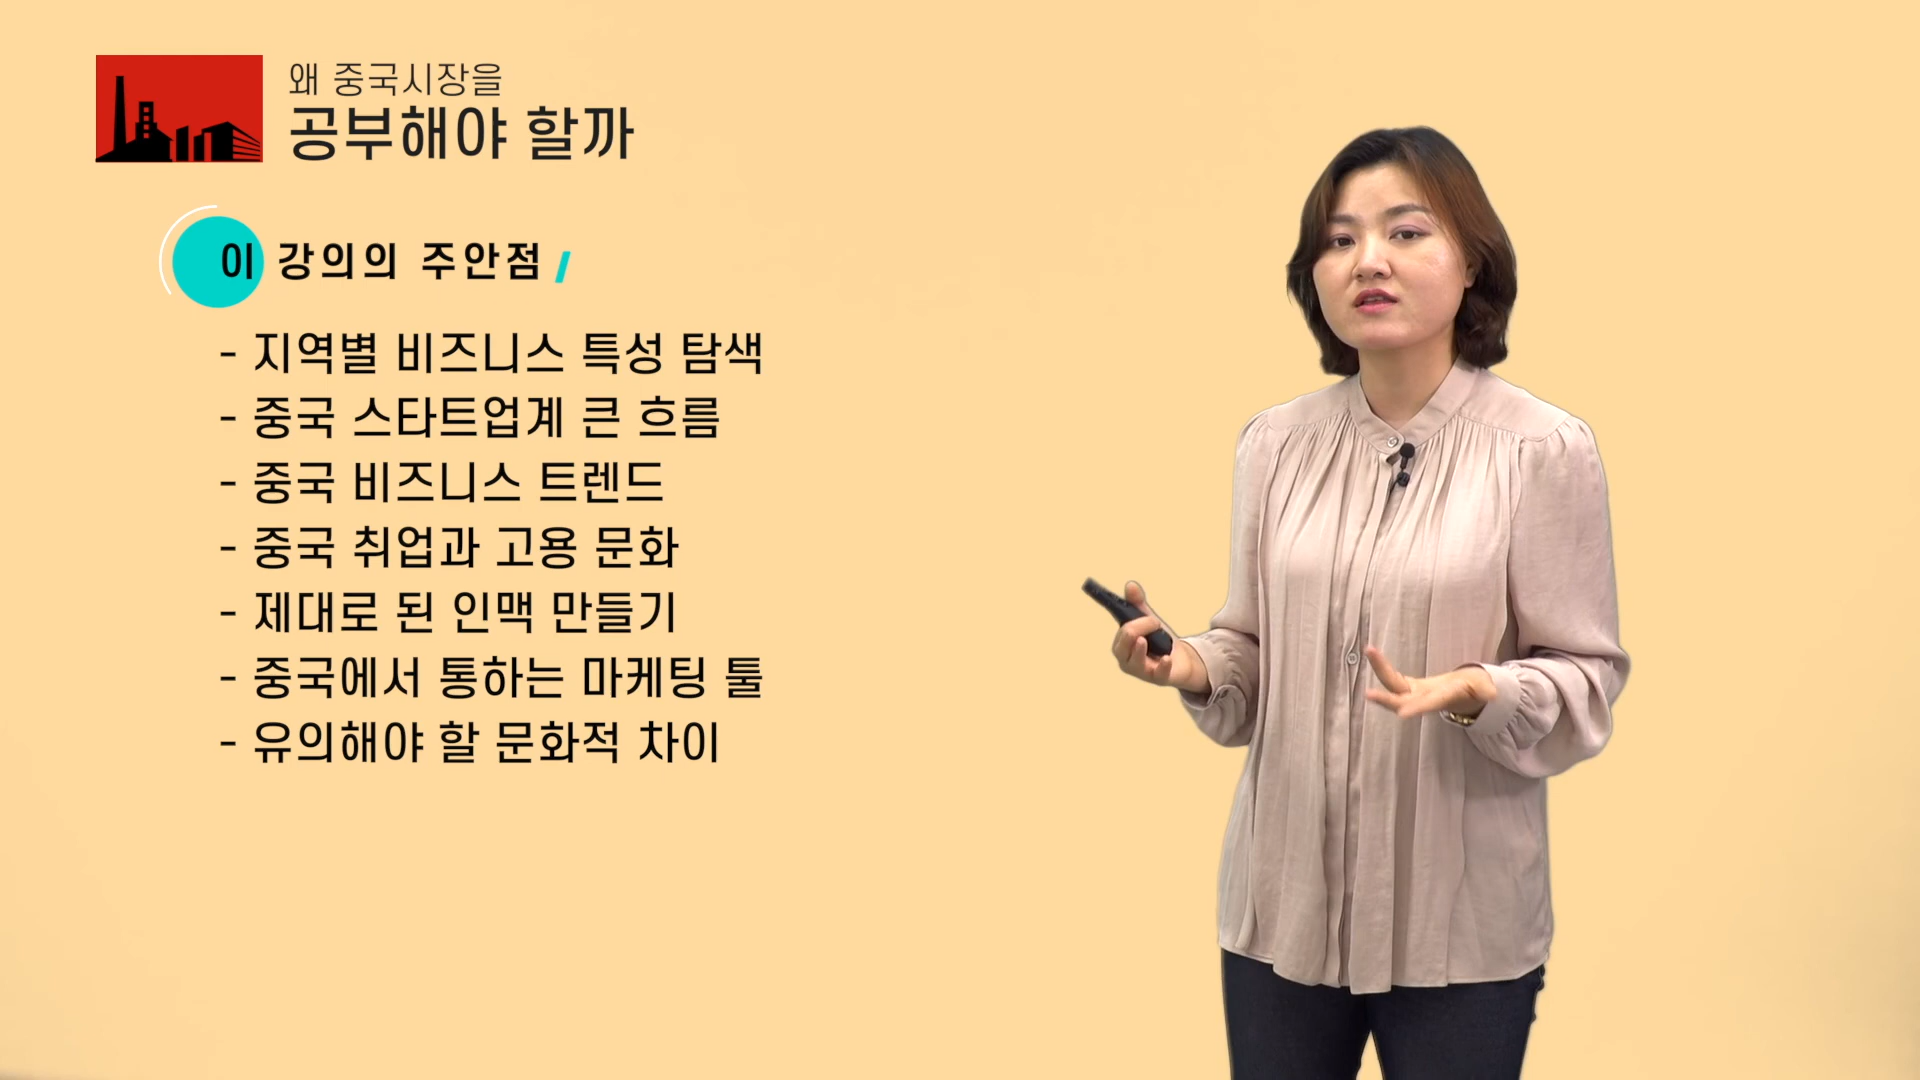 왜 중국시장을
공부해야 할까
이 강의의 주안점
- 지역별 비즈니스 특성 탐색
- 중국 스타트업계 큰 흐름
- 중국 비즈니스 트렌드
- 중국 취업과 고용 문화
- 제대로 된 인맥 만들기
- 중국에서 통하는 마케팅 툴
- 유의해야 할 문화적 차이